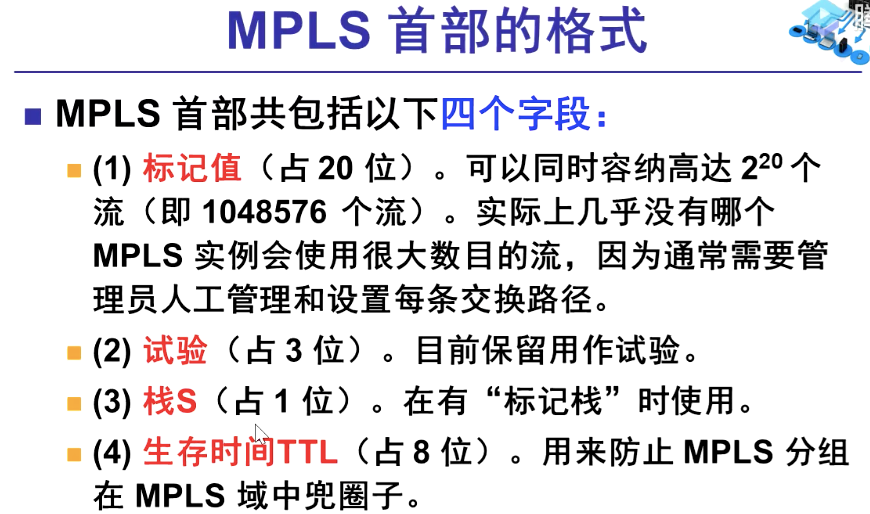 MPLS 首部的格式
MPLS 首部共包括以下四个字段：
(1) 标记值（占 20 位）。可以同时容纳高达 2²⁰ 个
流（即 1048576 个流）。实际上几乎没有哪个
MPLS 实例会使用很大数目的流，因为通常需要管
理员人工管理和设置每条交换路径。
(2) 试验（占 3 位）。目前保留用作试验。
(3) 栈S（占 1 位）。在有“标记栈”时使用。
(4) 生存时间TTL（占 8 位）。用来防止 MPLS 分组
在 MPLS 域中兜圈子。